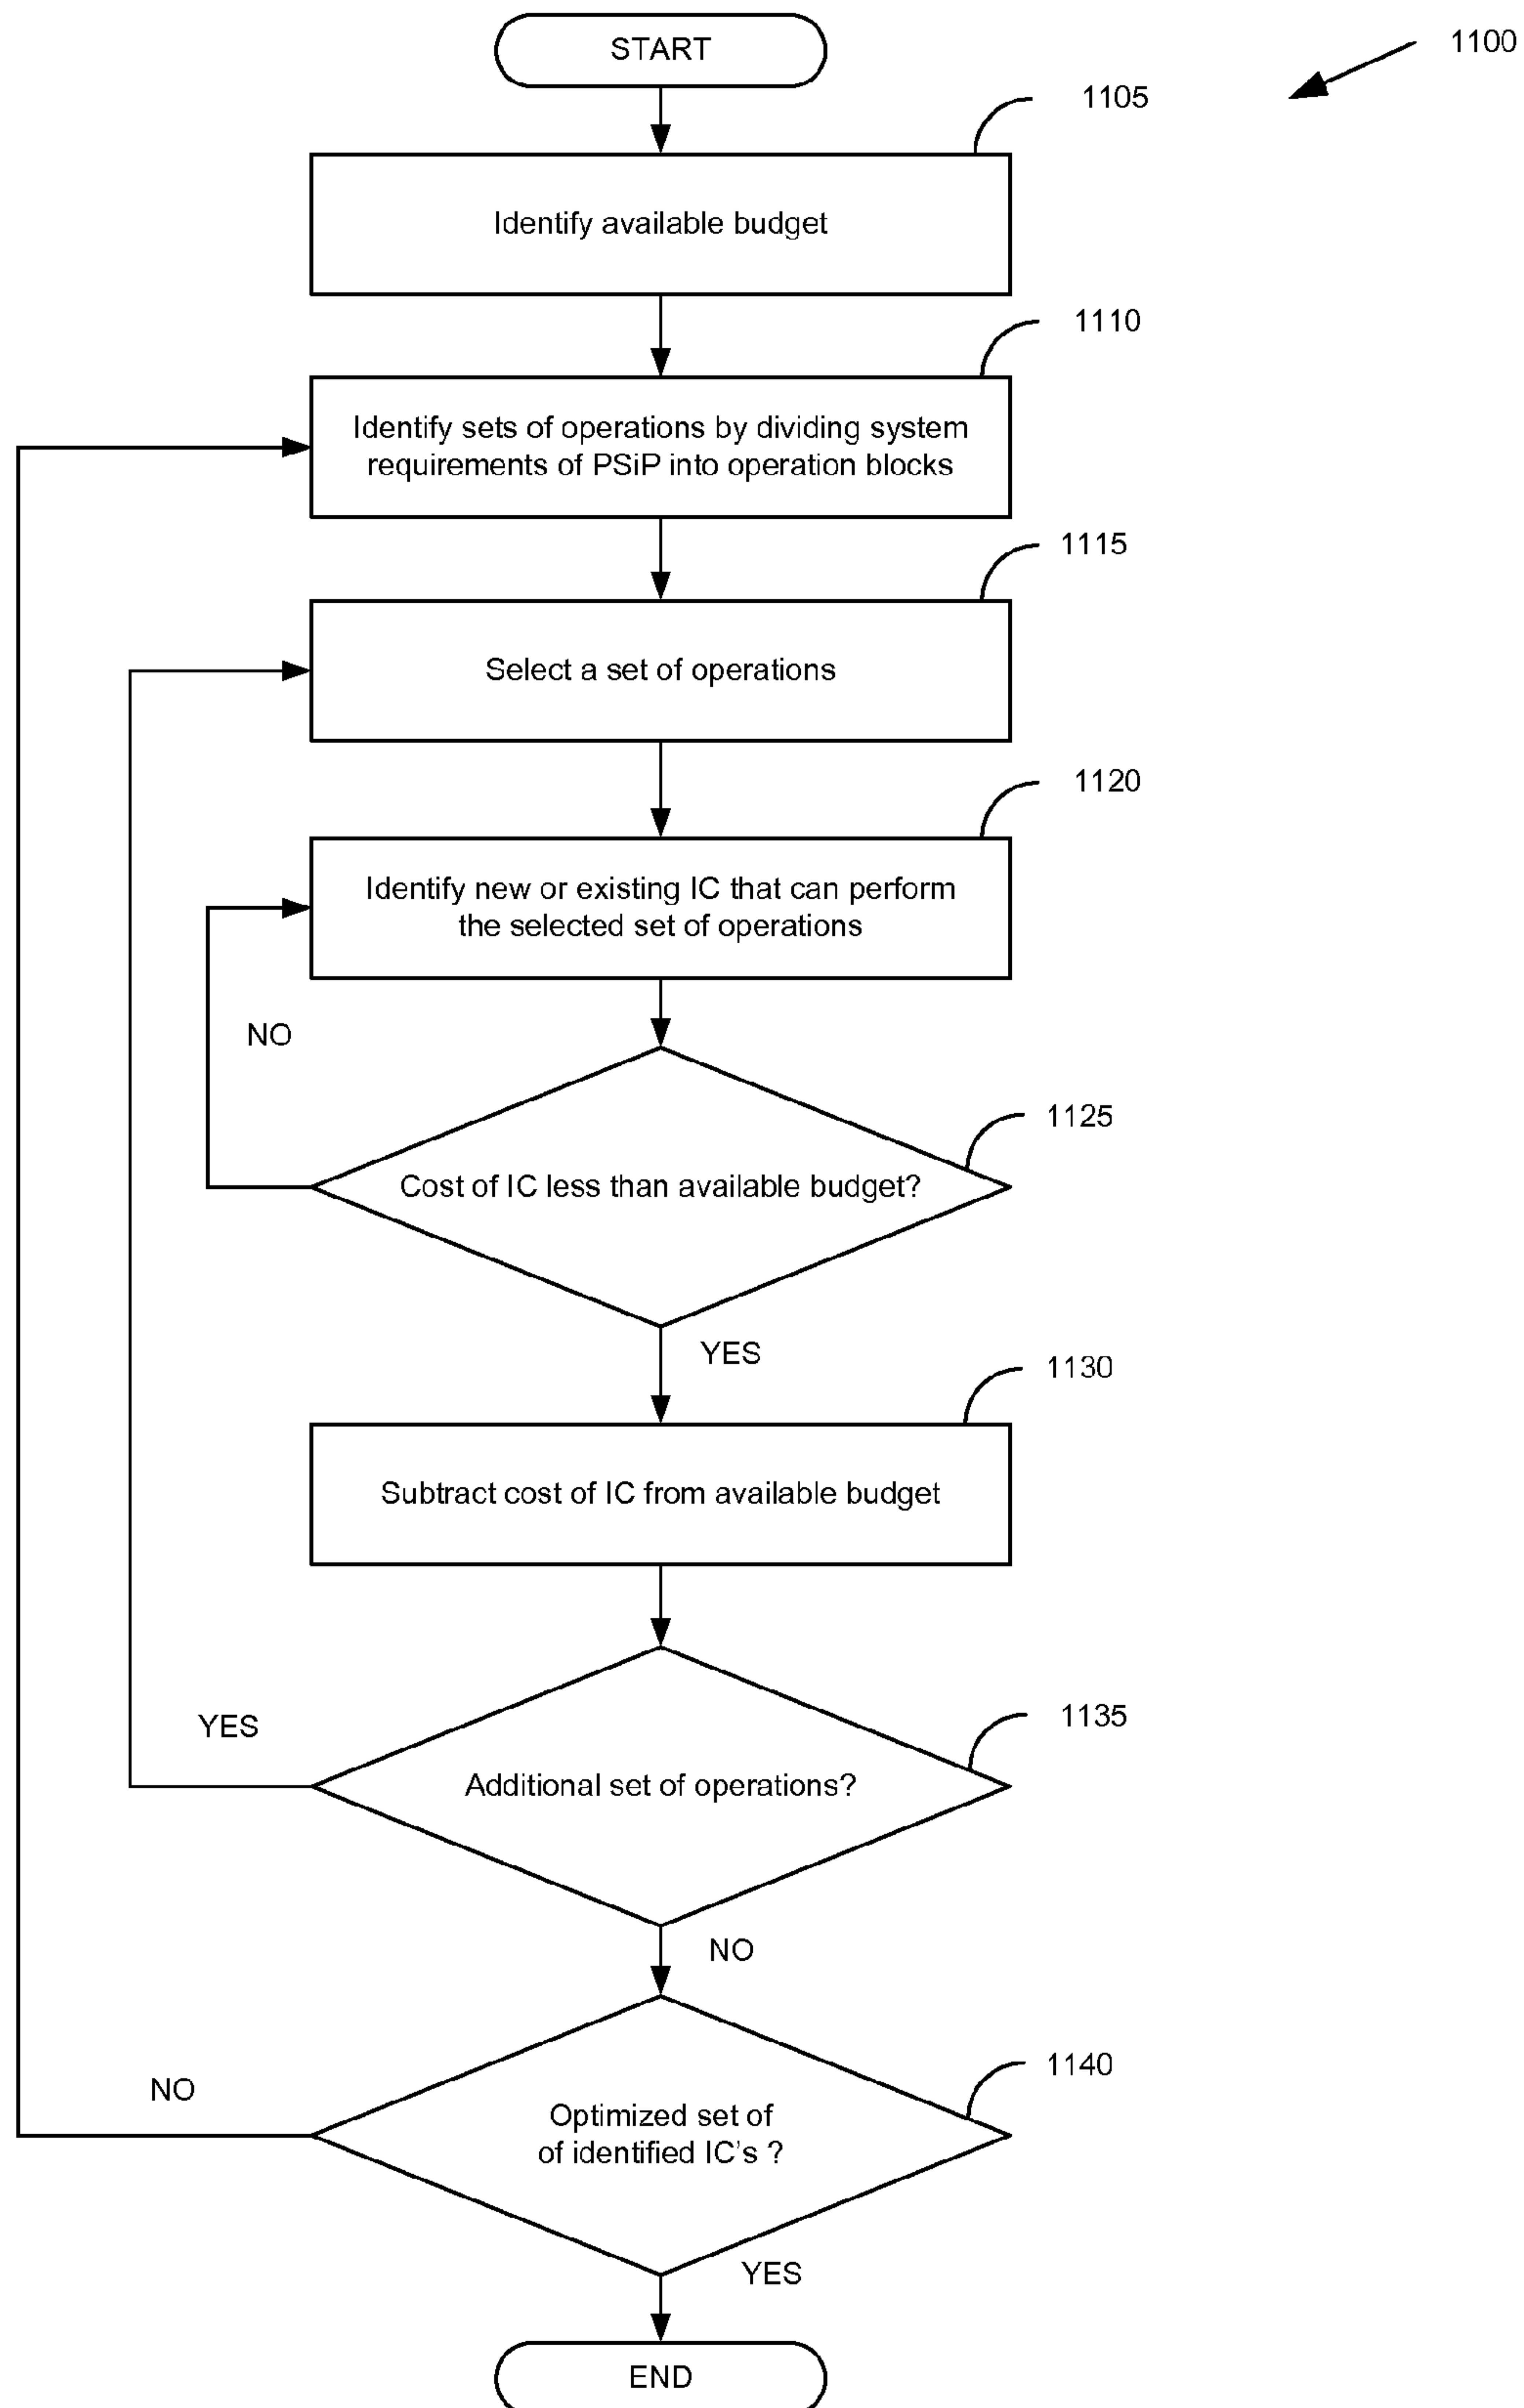 START
1100
1105
Identify available budget
1110
Identify sets of operations by dividing system
requirements of PSiP into operation blocks
1115
Select a set of operations
1120
Identify new or existing IC that can perform
the selected set of operations
NO
1125
Cost of IC less than available budget?
YES
1130
Subtract cost of IC from available budget
YES
1135
Additional set of operations?
NO
1140
NO
Optimized set of
of identified IC's ?
YES
END